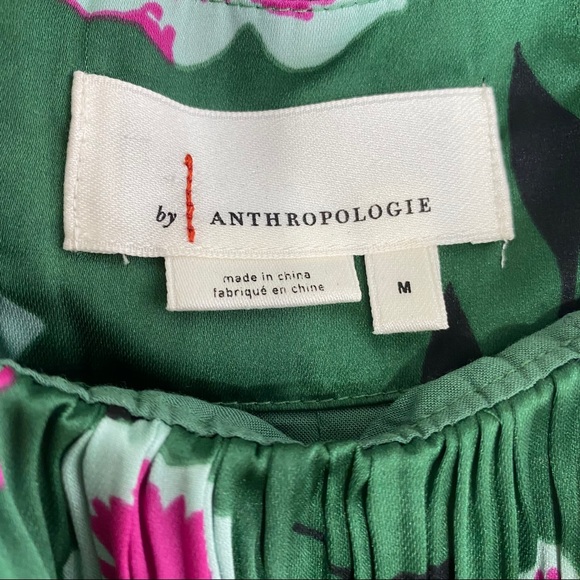 by ANTHROPOLOGIE
made in china
fabriqué en chine
M